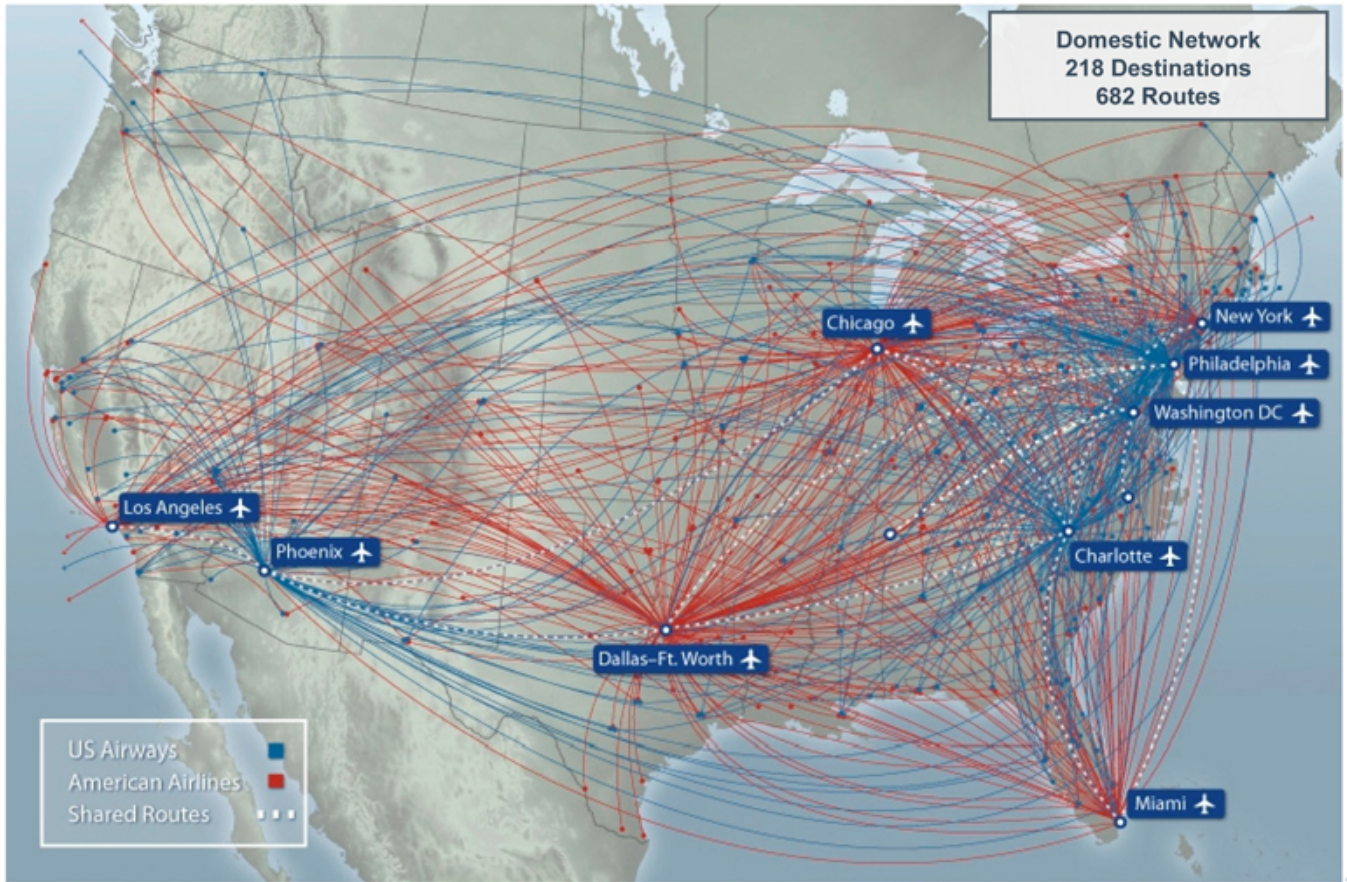 Domestic Network
218 Destinations
682 Routes
Chicago
New York
Philadelphia
Washington DC
Los Angeles
Phoenix
Charlotte
Dallas–Ft. Worth
US Airways
American Airlines
Shared Routes
Miami